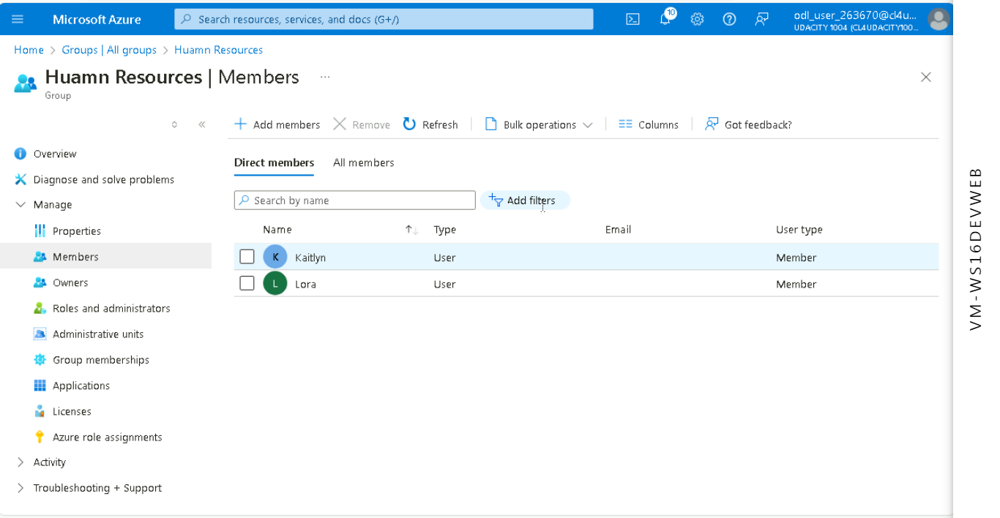 Microsoft Azure
Search resources, services, and docs (G+/)
10
odl_user_263670@cl4u...
UDACITY 1004 (CL4UDACITY100...
Home > Groups | All groups > Huamn Resources
Huamn Resources | Members ...
Group
Add members
Remove
Refresh
Bulk operations
Columns
Got feedback?
Overview
Diagnose and solve problems
Manage
Properties
Members
Owners
Roles and administrators
Administrative units
Group memberships
Applications
Licenses
Azure role assignments
Activity
Troubleshooting + Support
Direct members
All members
Search by name
Add filters
Name Type Email User type
K Kaitlyn User Member
L Lora User Member
VM-WS16DEVWEB